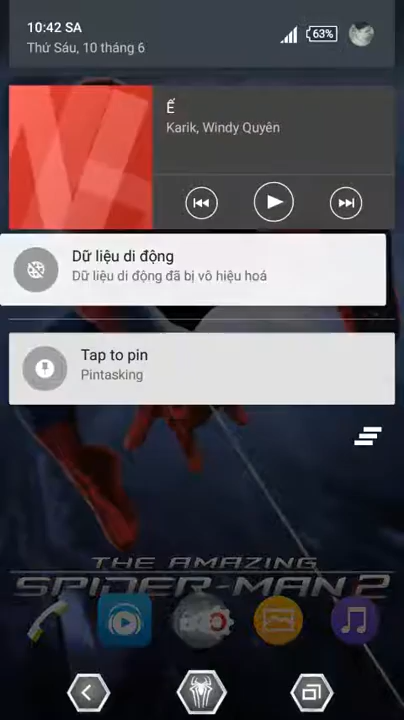 10:42 SA
Thứ Sáu, 10 tháng 6
63%
Ế
Karik, Windy Quyên
Dữ liệu di động
Dữ liệu di động đã bị vô hiệu hoá
Tap to pin
Pintasking
THE AMAZING
SPIDER-MAN 2